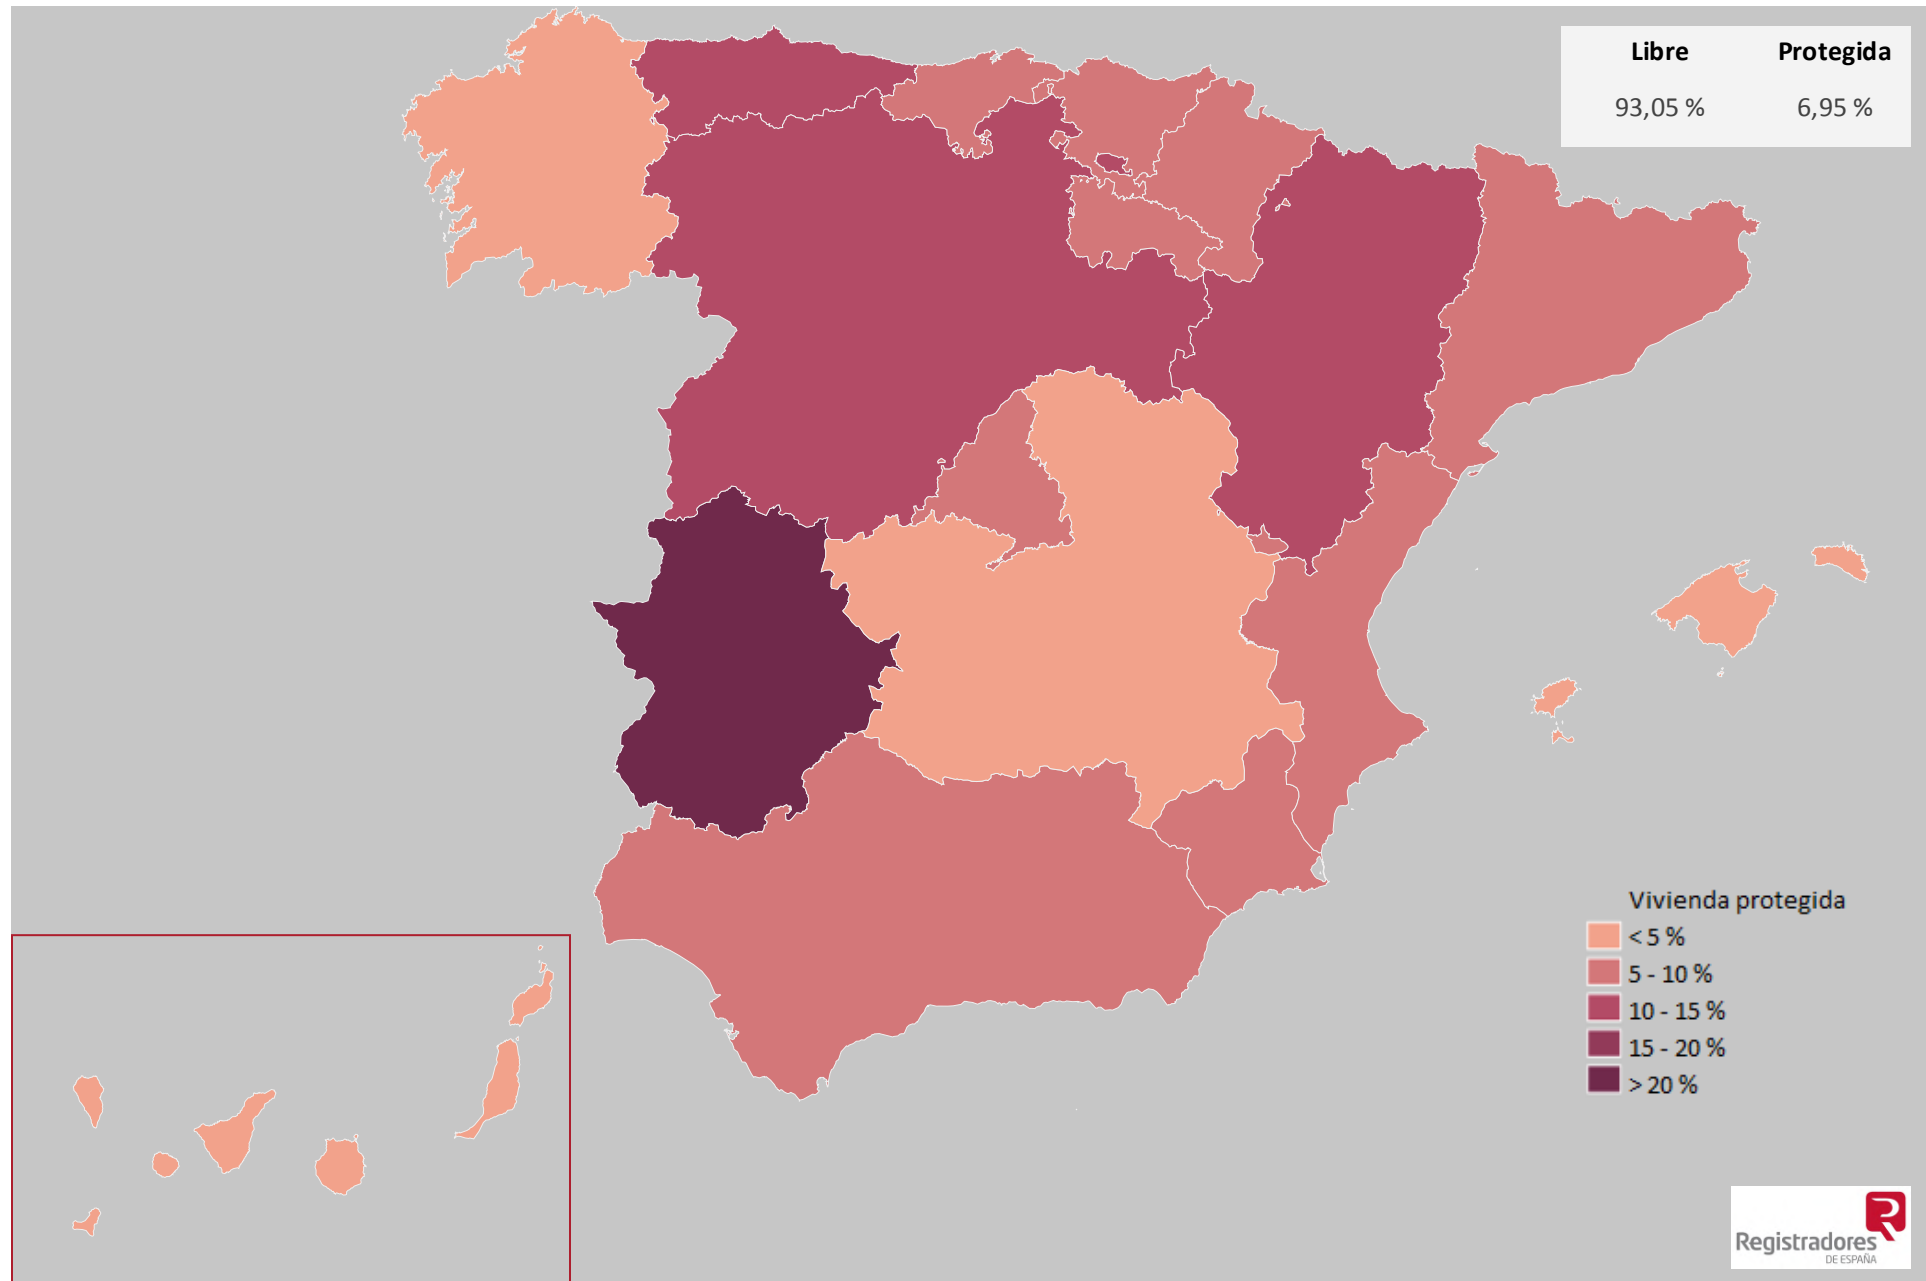 Libre Protegida
93,05 % 6,95 %
Vivienda protegida
< 5 %
5 - 10 %
10 - 15 %
15 - 20 %
> 20 %
Registradores
DE ESPAÑA